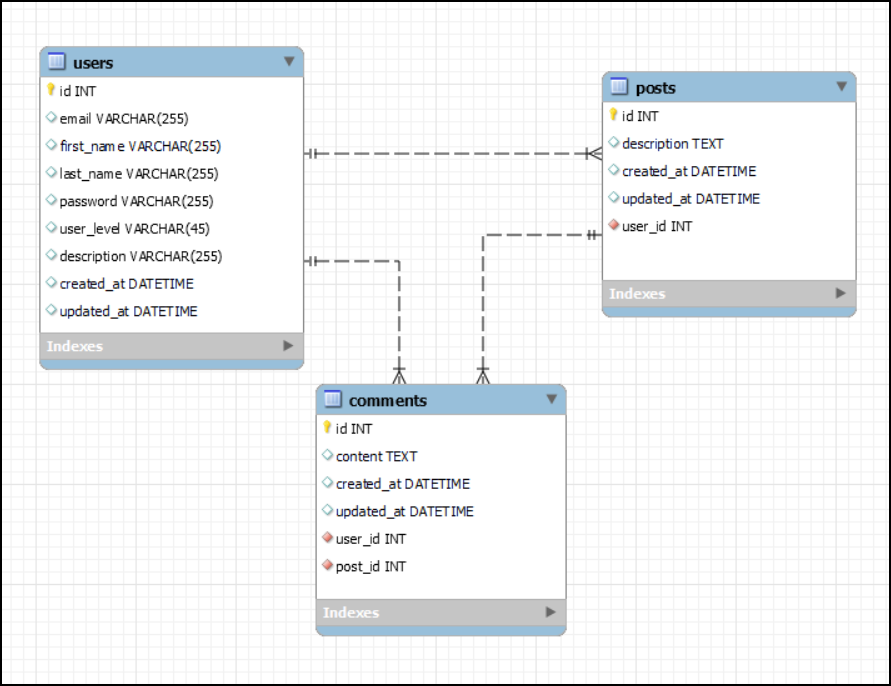 users
id INT
email VARCHAR(255)
first_name VARCHAR(255)
last_name VARCHAR(255)
password VARCHAR(255)
user_level VARCHAR(45)
description VARCHAR(255)
created_at DATETIME
updated_at DATETIME
Indexes
posts
id INT
description TEXT
created_at DATETIME
updated_at DATETIME
user_id INT
Indexes
comments
id INT
content TEXT
created_at DATETIME
updated_at DATETIME
user_id INT
post_id INT
Indexes